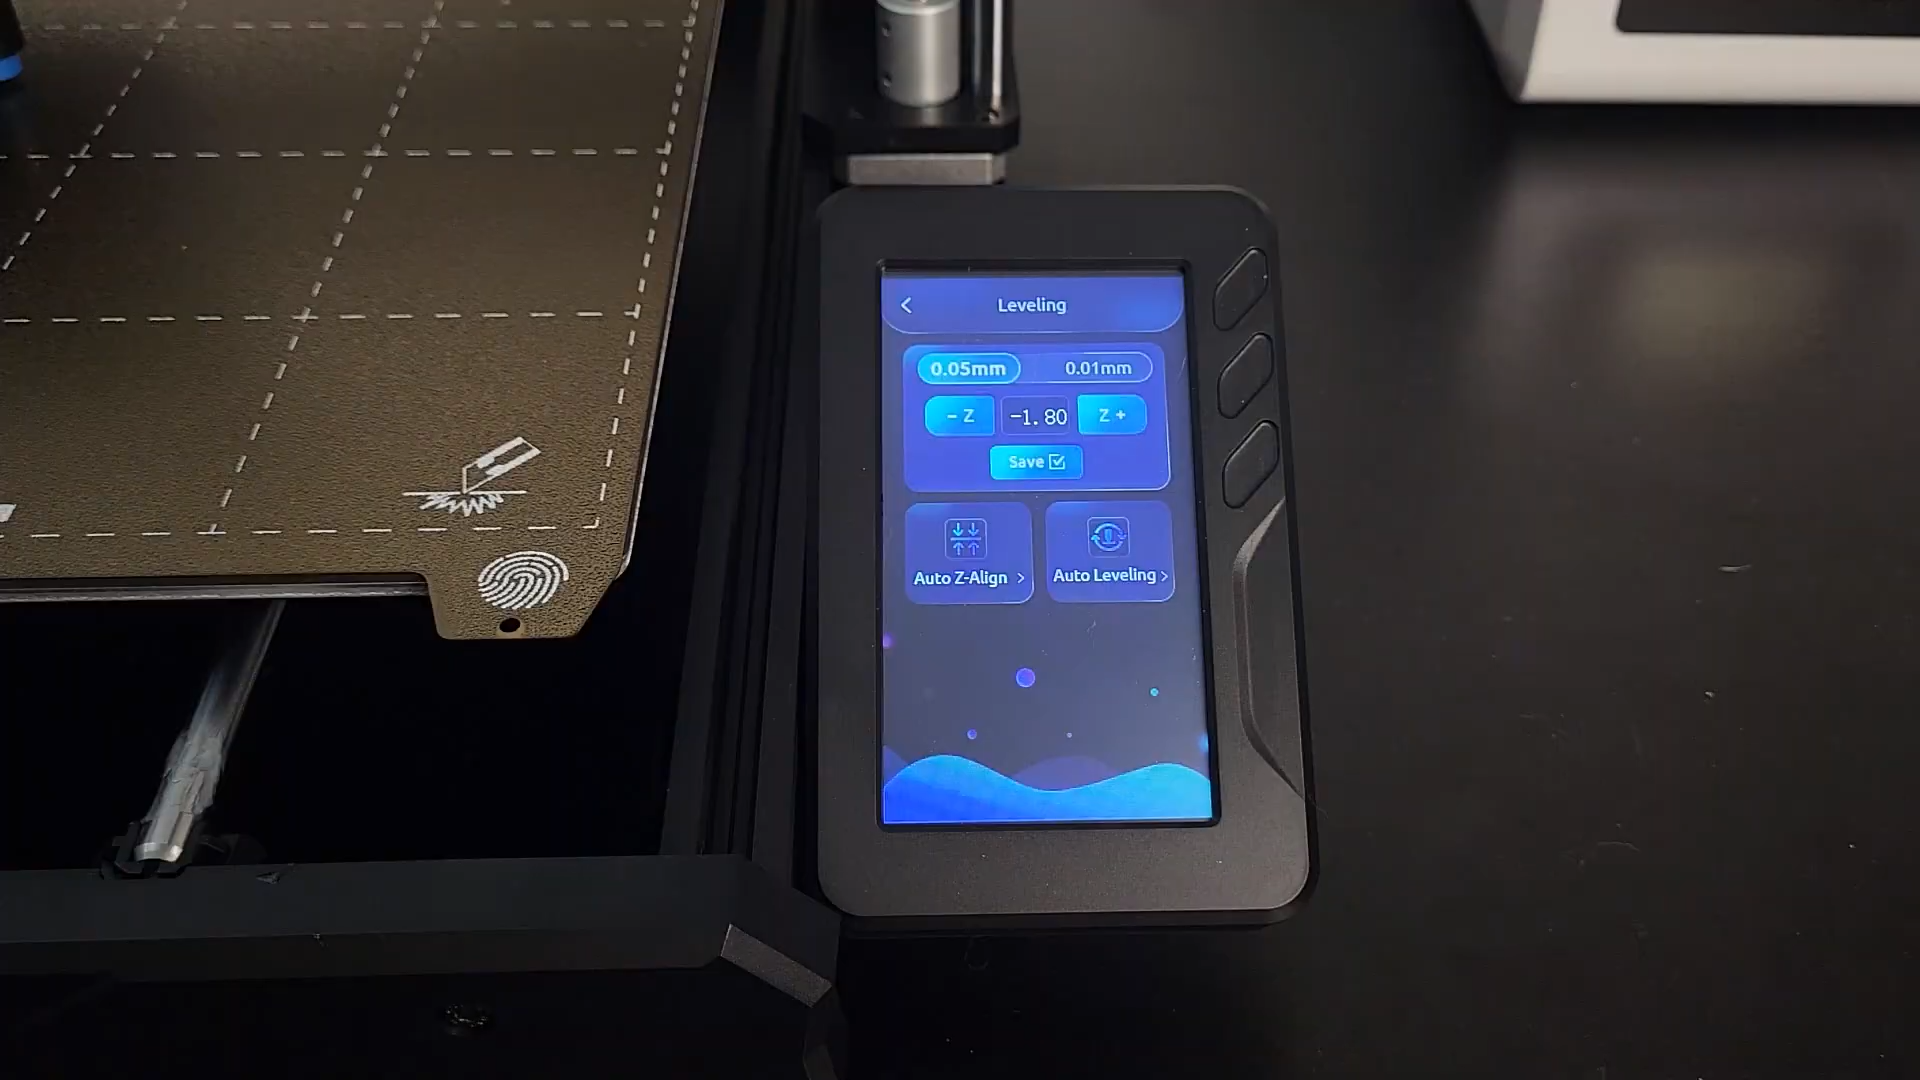 Leveling
0.05mm 0.01mm
- Z -1.80 Z +
Save
Auto Z-Align > Auto Leveling >